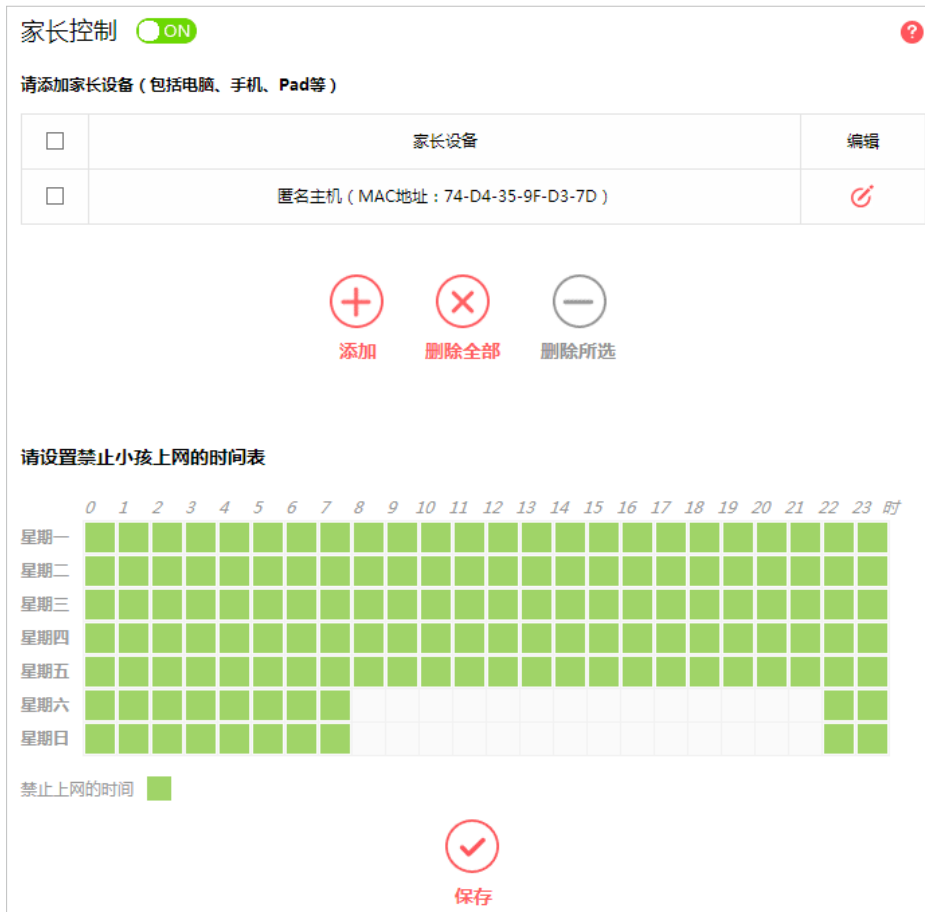 家长控制 ON ?
请添加家长设备（包括电脑、手机、Pad等）
家长设备 编辑
匿名主机（MAC地址：74-D4-35-9F-D3-7D）
添加 删除全部 删除所选
请设置禁止小孩上网的时间表
0 1 2 3 4 5 6 7 8 9 10 11 12 13 14 15 16 17 18 19 20 21 22 23 时
星期一
星期二
星期三
星期四
星期五
星期六
星期日
禁止上网的时间
保存